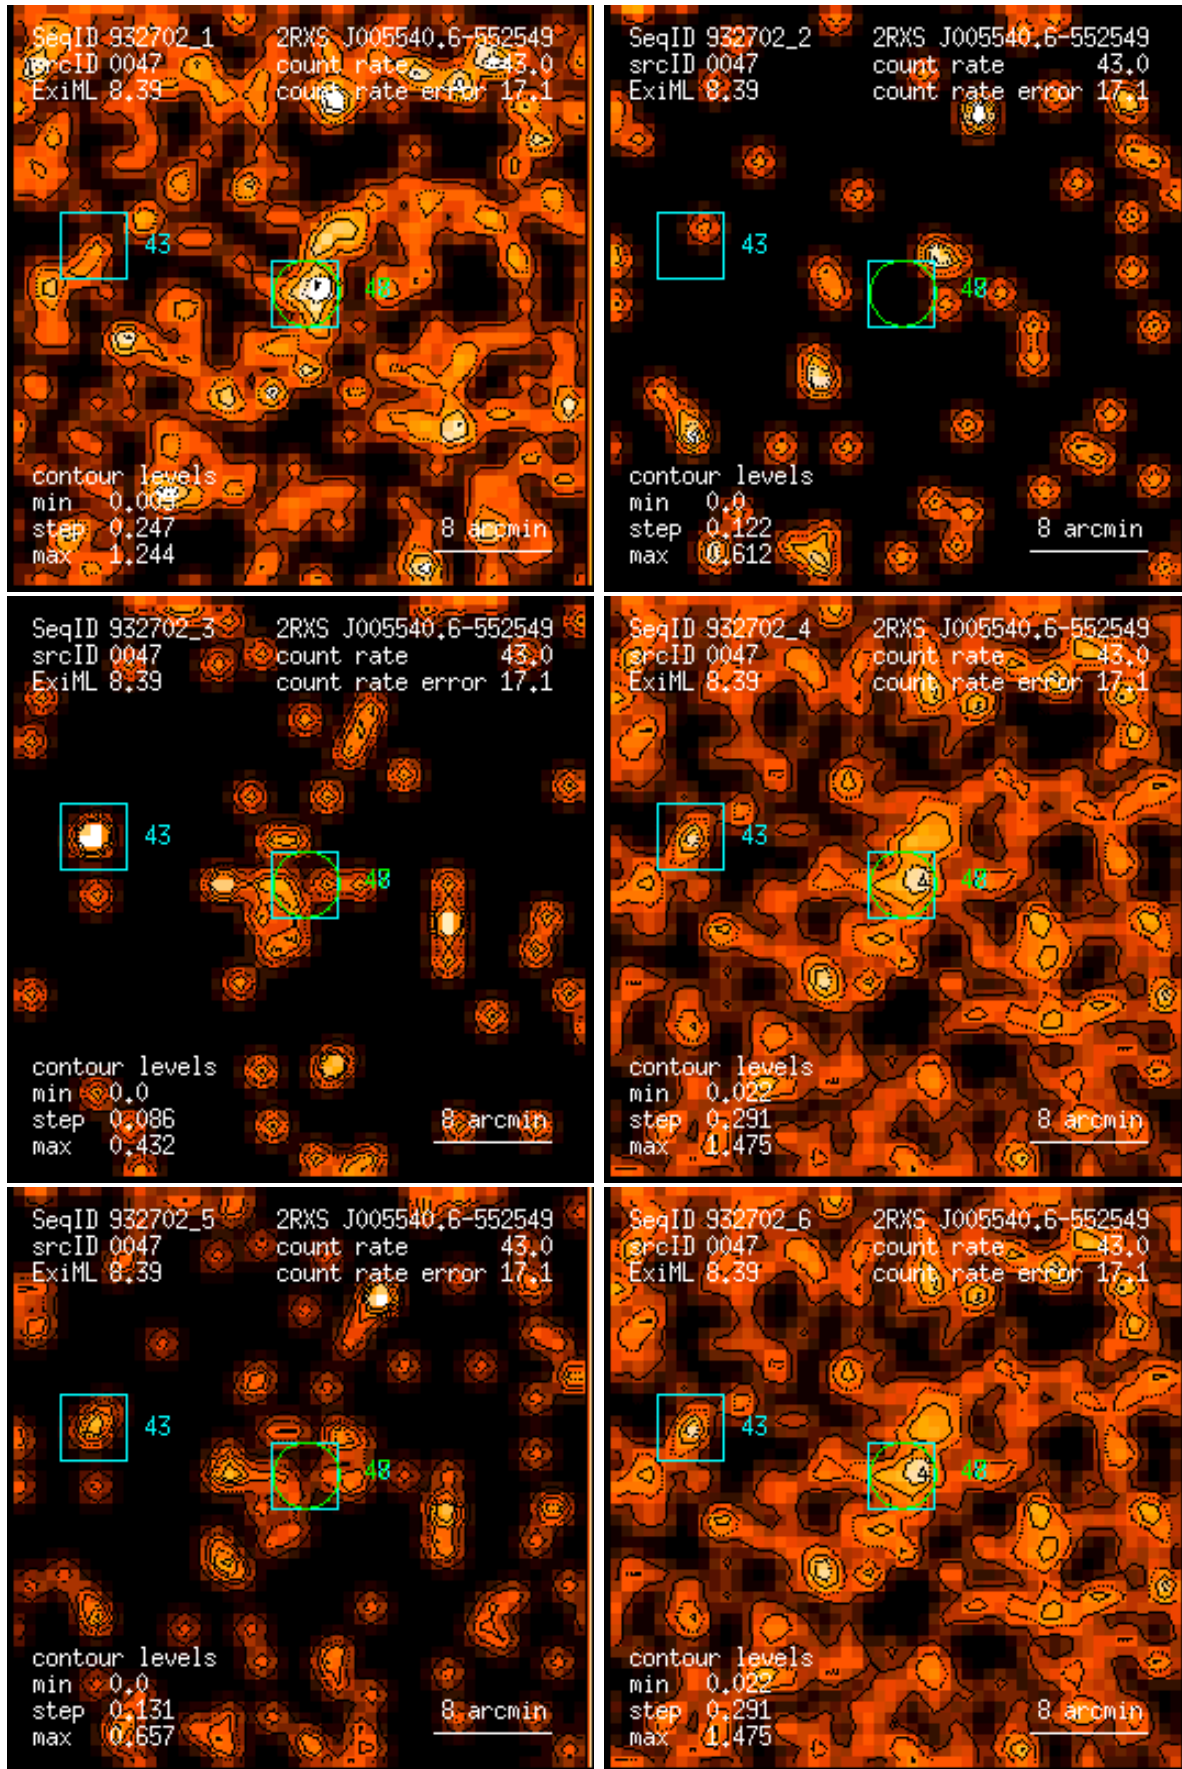 SeqID 932702_1 2RXS J005540.6-552549
srcID 0047 count rate 43.0
ExiML 8.39 count rate error 17.1
43
contour levels
min 0.009
step 0.247
max 1.244
8 arcmin
SeqID 932702_2 2RXS J005540.6-552549
srcID 0047 count rate 43.0
ExiML 8.39 count rate error 17.1
43
contour levels
min 0.0
step 0.122
max 0.612
8 arcmin
SeqID 932702_3 2RXS J005540.6-552549
srcID 0047 count rate 43.0
ExiML 8.39 count rate error 17.1
43
contour levels
min 0.0
step 0.086
max 0.432
8 arcmin
SeqID 932702_4 2RXS J005540.6-552549
srcID 0047 count rate 43.0
ExiML 8.39 count rate error 17.1
43
contour levels
min 0.022
step 0.291
max 1.475
8 arcmin
SeqID 932702_5 2RXS J005540.6-552549
srcID 0047 count rate 43.0
ExiML 8.39 count rate error 17.1
43
contour levels
min 0.0
step 0.131
max 0.657
8 arcmin
SeqID 932702_6 2RXS J005540.6-552549
srcID 0047 count rate 43.0
ExiML 8.39 count rate error 17.1
43
contour levels
min 0.022
step 0.291
max 1.475
8 arcmin